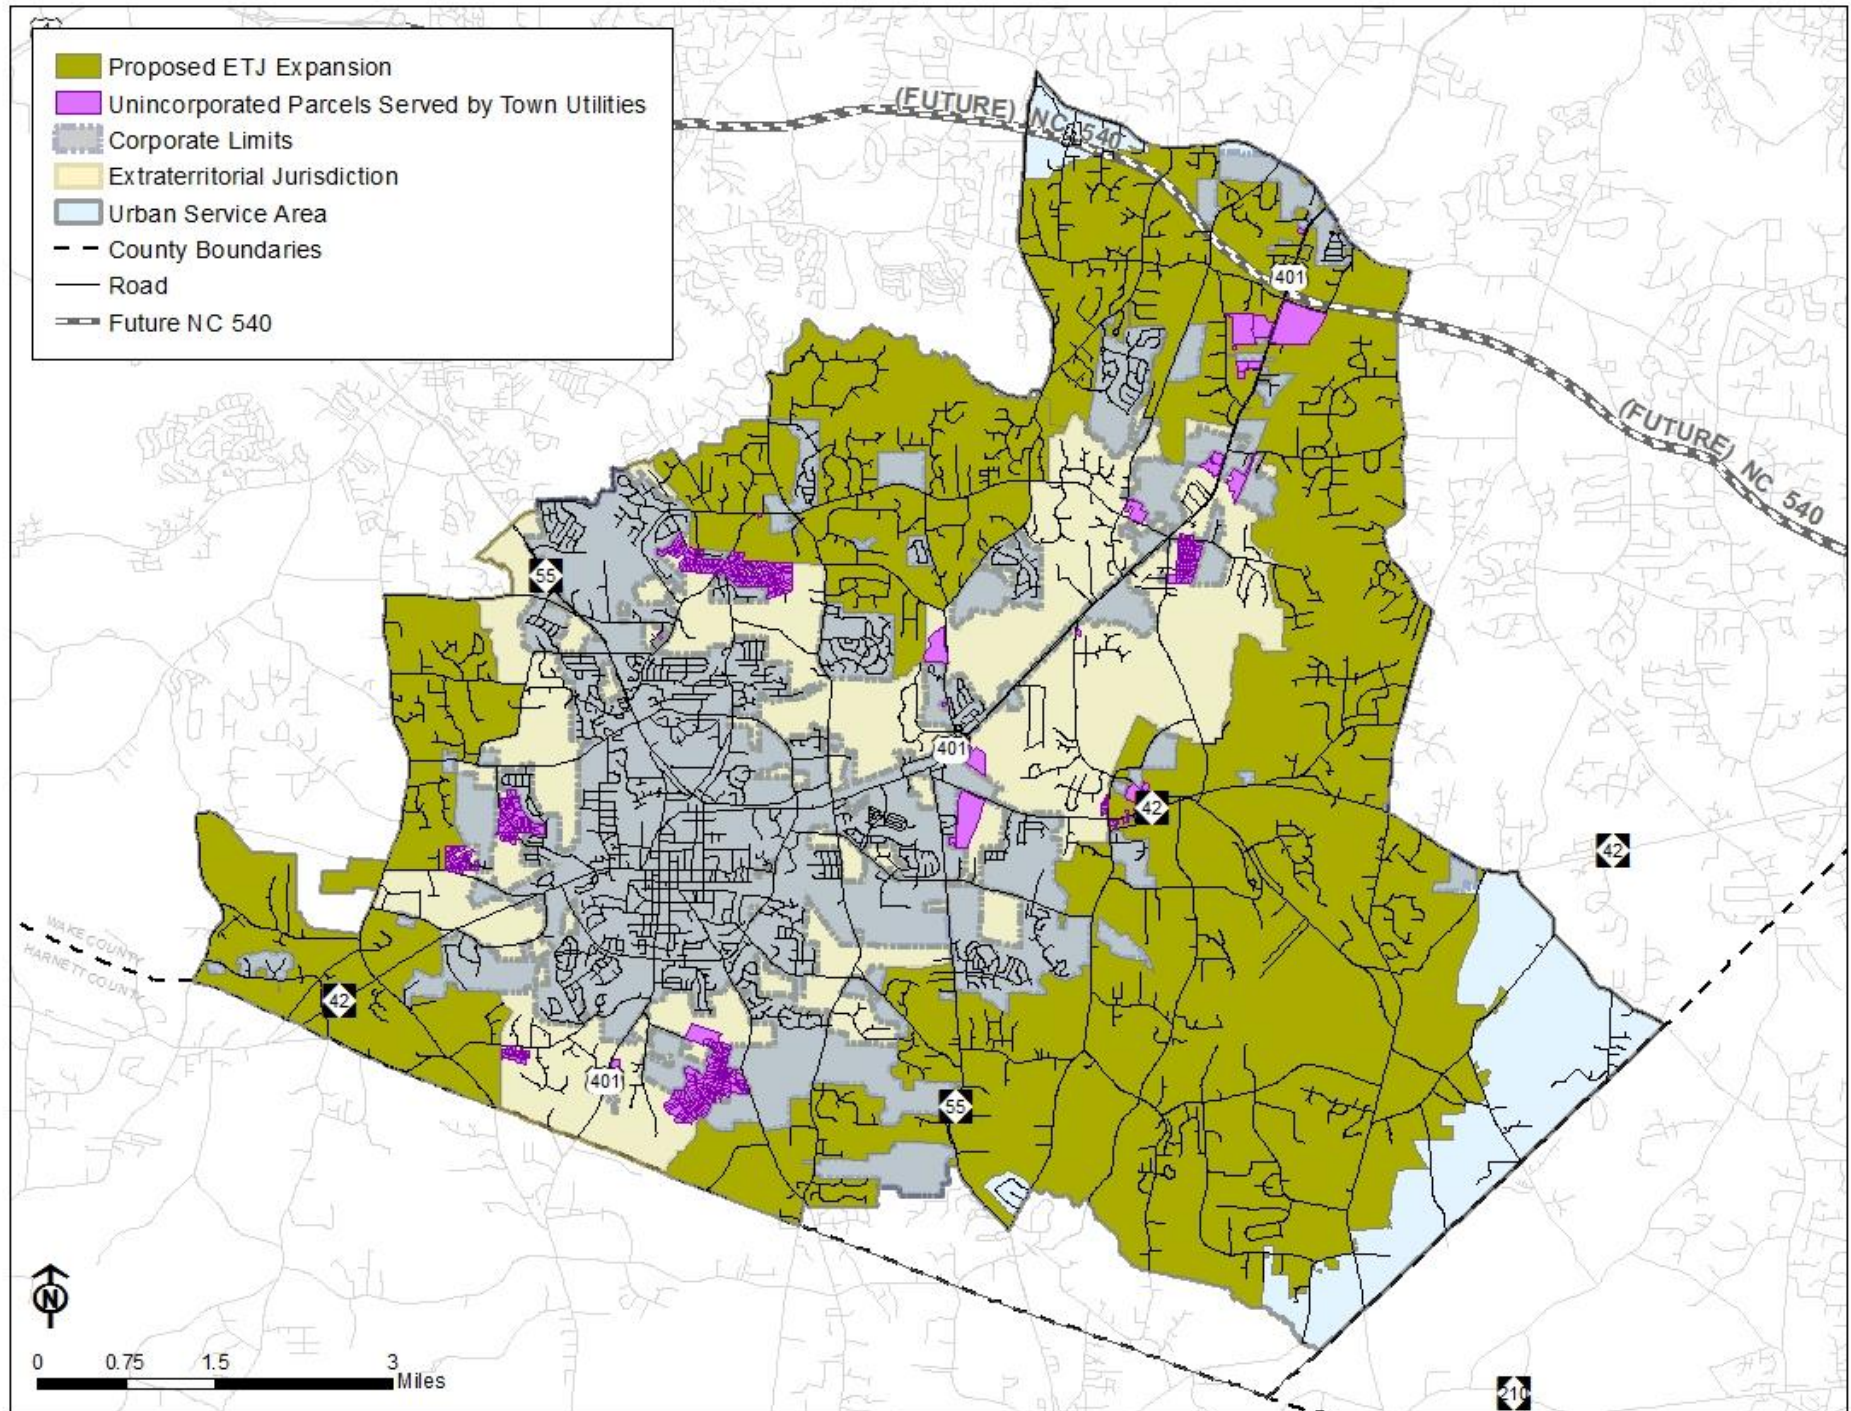 Proposed ETJ Expansion
Unincorporated Parcels Served by Town Utilities
Corporate Limits
Extraterritorial Jurisdiction
Urban Service Area
County Boundaries
Road
Future NC 540
(FUTURE) NC 540
401
(FUTURE) NC 540
55
401
42
42
WAKE COUNTY
HARNETT COUNTY
42
401
55
N
0 0.75 1.5 3
Miles
210